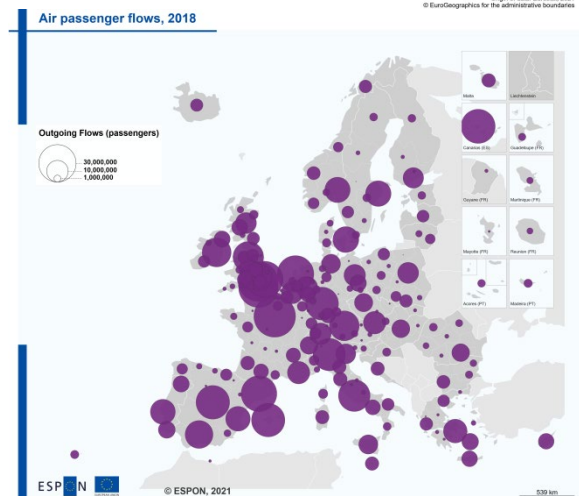 © EuroGeographics for the administrative boundaries
Air passenger flows, 2018
Malta
Liechtenstein
Outgoing Flows (passengers)
30,000,000
10,000,000
1,000,000
Canarias (ES)
Guadeloupe (FR)
Guyane (FR)
Martinique (FR)
Mayotte (FR)
Reunion (FR)
Acores (PT)
Madeira (PT)
ESPON
© ESPON, 2021
539 km